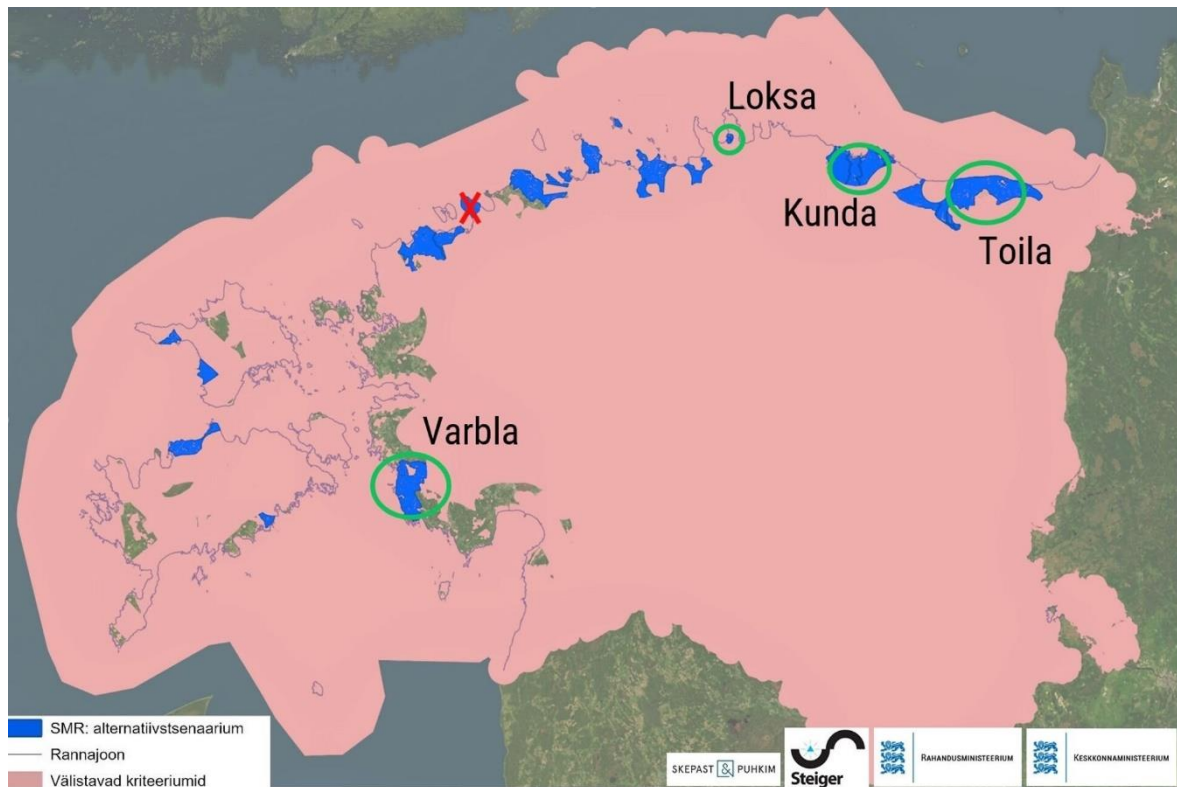 Loksa
Kunda
Toila
Varbla
SMR: alternatiivstsenaarium
Rannajoon
Välistavad kriteeriumid
SKEPAST & PUHKIM
Steiger
RAHANDUSMINISTEERIUM
KESKKONNAMINISTEERIUM